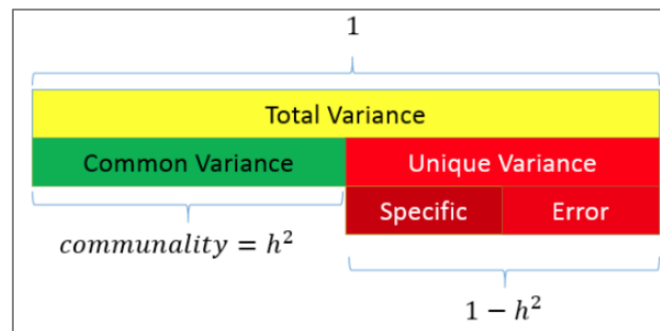 1
Total Variance
Common Variance Unique Variance
Specific Error
communality = h²
1 − h²